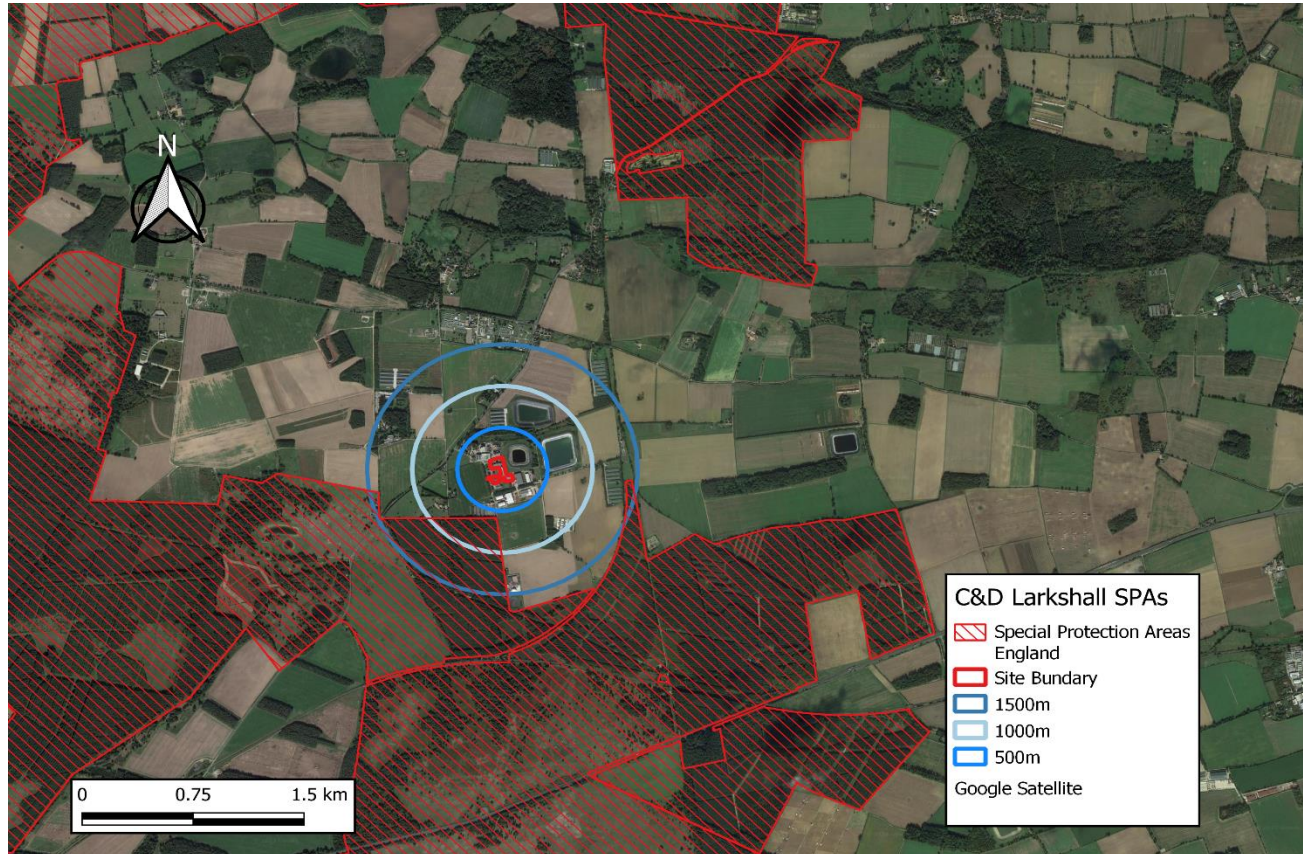 N
C&D Larkshall SPAs
Special Protection Areas
England
Site Bundary
1500m
1000m
500m
Google Satellite
0 0.75 1.5 km